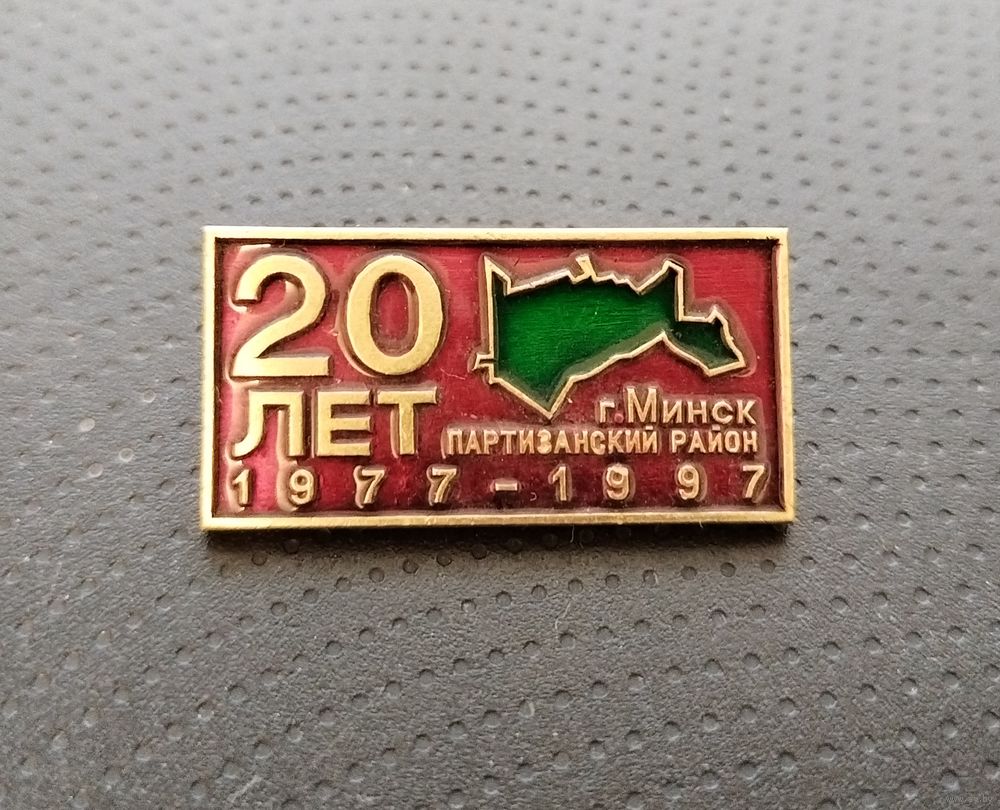 20
ЛЕТ
г. Минск
ПАРТИЗАНСКИЙ РАЙОН
1977-1997